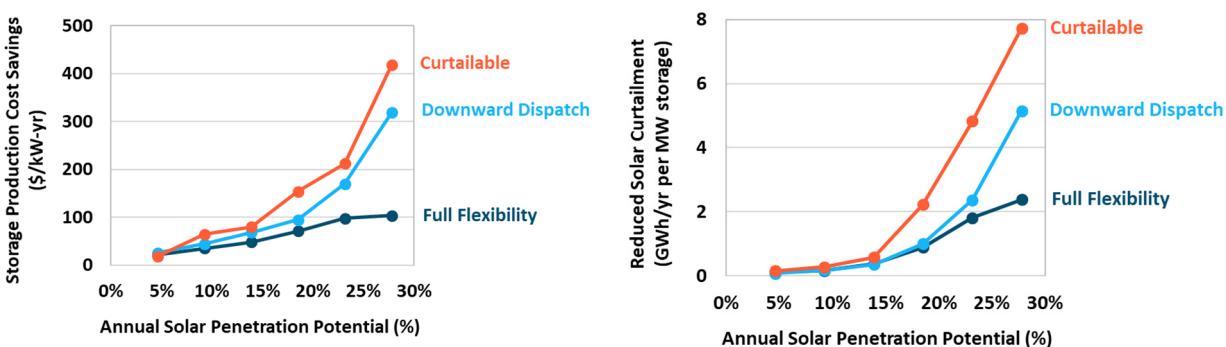 Storage Production Cost Savings
($/kW-yr)
500
400
300
200
100
0
0%
5%
10%
15%
20%
25%
30%
Annual Solar Penetration Potential (%)
Curtailable
Downward Dispatch
Full Flexibility
Reduced Solar Curtailment
(GWh/yr per MW storage)
8
6
4
2
0
0%
5%
10%
15%
20%
25%
30%
Annual Solar Penetration Potential (%)
Curtailable
Downward Dispatch
Full Flexibility